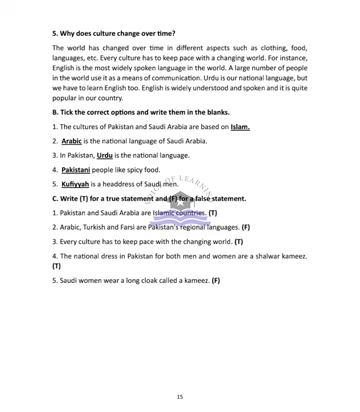 5. Why does culture change over time?
The world has changed over time in different aspects such as clothing, food,
languages, etc. Every culture has to keep pace with a changing world. For instance,
English is the most widely spoken language in the world. A large number of people
in the world use it as a means of communication. Urdu is our national language, but
we have to learn English too. English is widely understood and spoken and it is quite
popular in our country.
B. Tick the correct options and write them in the blanks.
1. The cultures of Pakistan and Saudi Arabia are based on Islam.
2. Arabic is the national language of Saudi Arabia.
3. In Pakistan, Urdu is the national language.
4. Pakistani people like spicy food.
5. Kufiyyah is a headdress of Saudi men.
C. Write (T) for a true statement and (F) for a false statement.
1. Pakistan and Saudi Arabia are Islamic countries. (T)
2. Arabic, Turkish and Farsi are Pakistan's regional languages. (F)
3. Every culture has to keep pace with the changing world. (T)
4. The national dress in Pakistan for both men and women are a shalwar kameez.
(T)
5. Saudi women wear a long cloak called a kameez. (F)
15